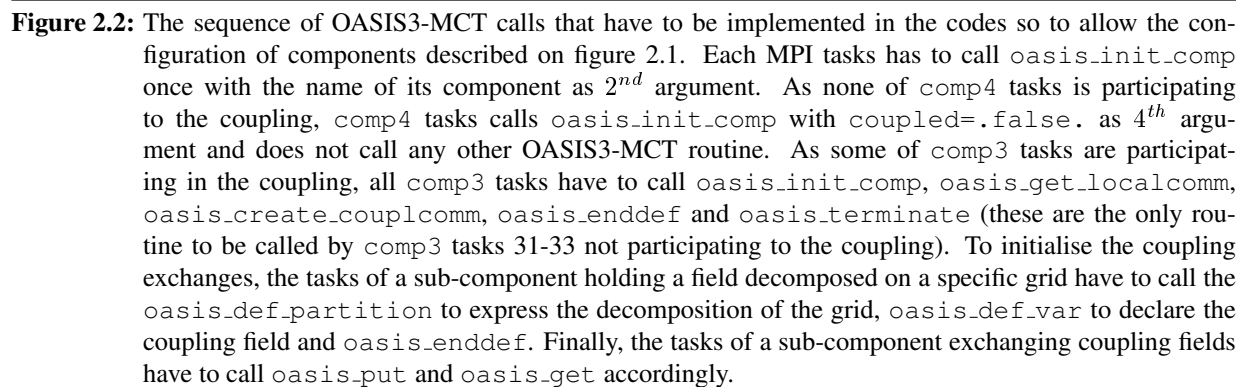 Figure 2.2: The sequence of OASIS3-MCT calls that have to be implemented in the codes so to allow the con-
figuration of components described on figure 2.1. Each MPI tasks has to call oasis_init_comp
once with the name of its component as 2nd argument. As none of comp4 tasks is participating
to the coupling, comp4 tasks calls oasis_init_comp with coupled=.false. as 4th argu-
ment and does not call any other OASIS3-MCT routine. As some of comp3 tasks are participat-
ing in the coupling, all comp3 tasks have to call oasis_init_comp, oasis_get_localcomm,
oasis_create_couplcomm, oasis_enddef and oasis_terminate (these are the only rou-
tine to be called by comp3 tasks 31-33 not participating to the coupling). To initialise the coupling
exchanges, the tasks of a sub-component holding a field decomposed on a specific grid have to call the
oasis_def_partition to express the decomposition of the grid, oasis_def_var to declare the
coupling field and oasis_enddef. Finally, the tasks of a sub-component exchanging coupling fields
have to call oasis_put and oasis_get accordingly.